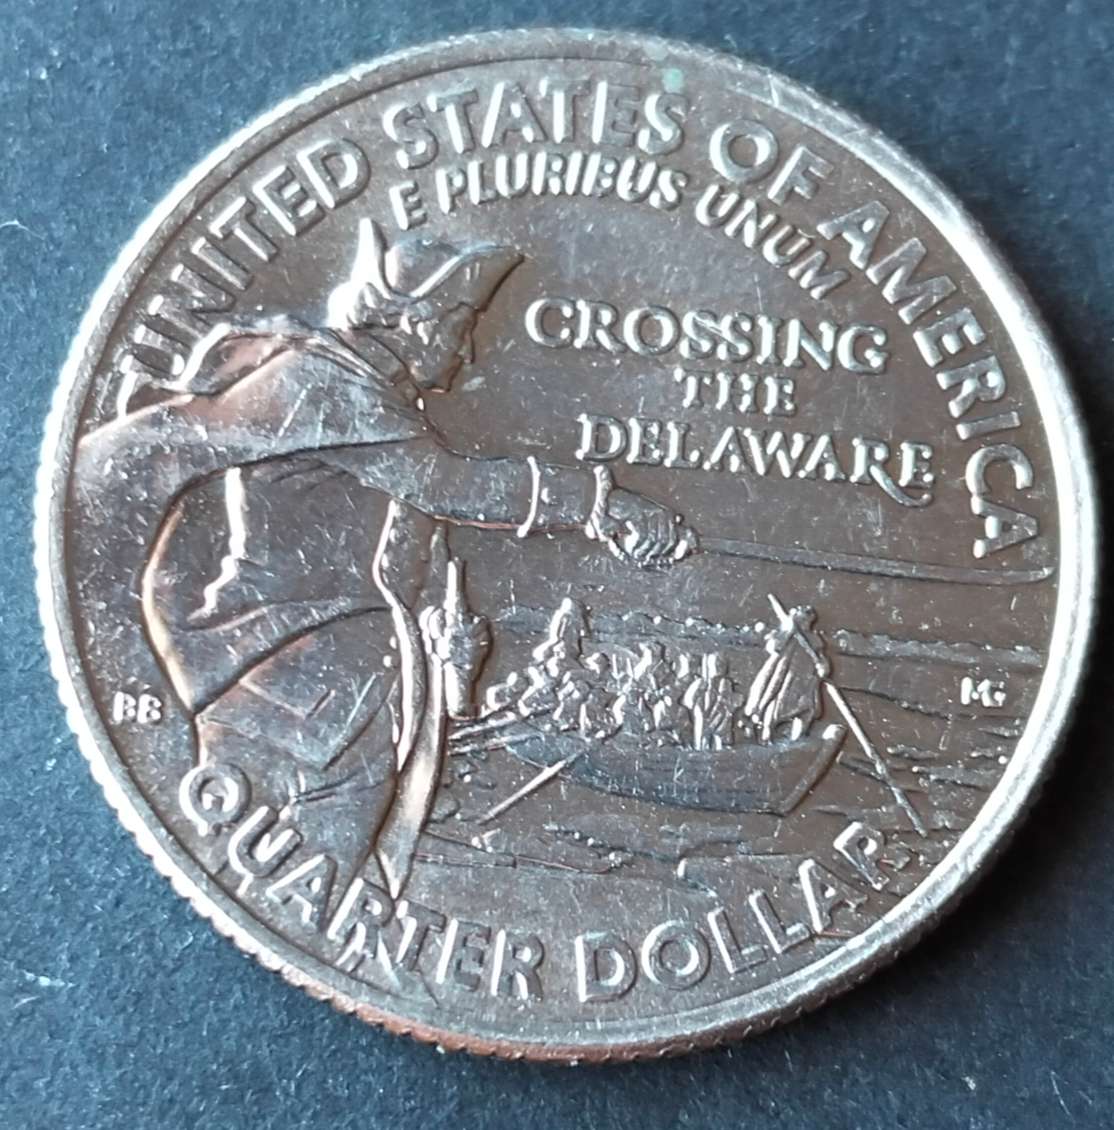 UNITED STATES OF AMERICA
E PLURIBUS UNUM
CROSSING
THE
DELAWARE
BB
MG
QUARTER DOLLAR